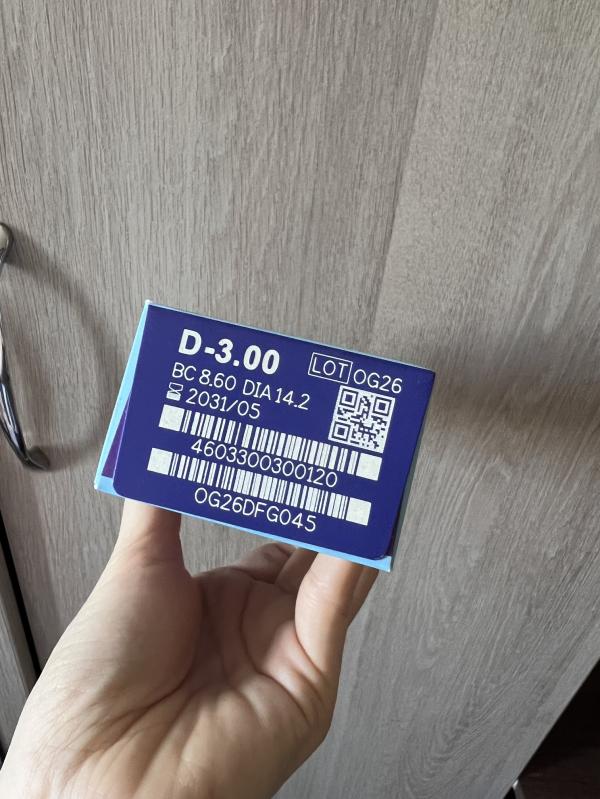 D-3.00
LOT OG26
BC 8.60 DIA 14.2
2031/05
4603300300120
OG26DFG045